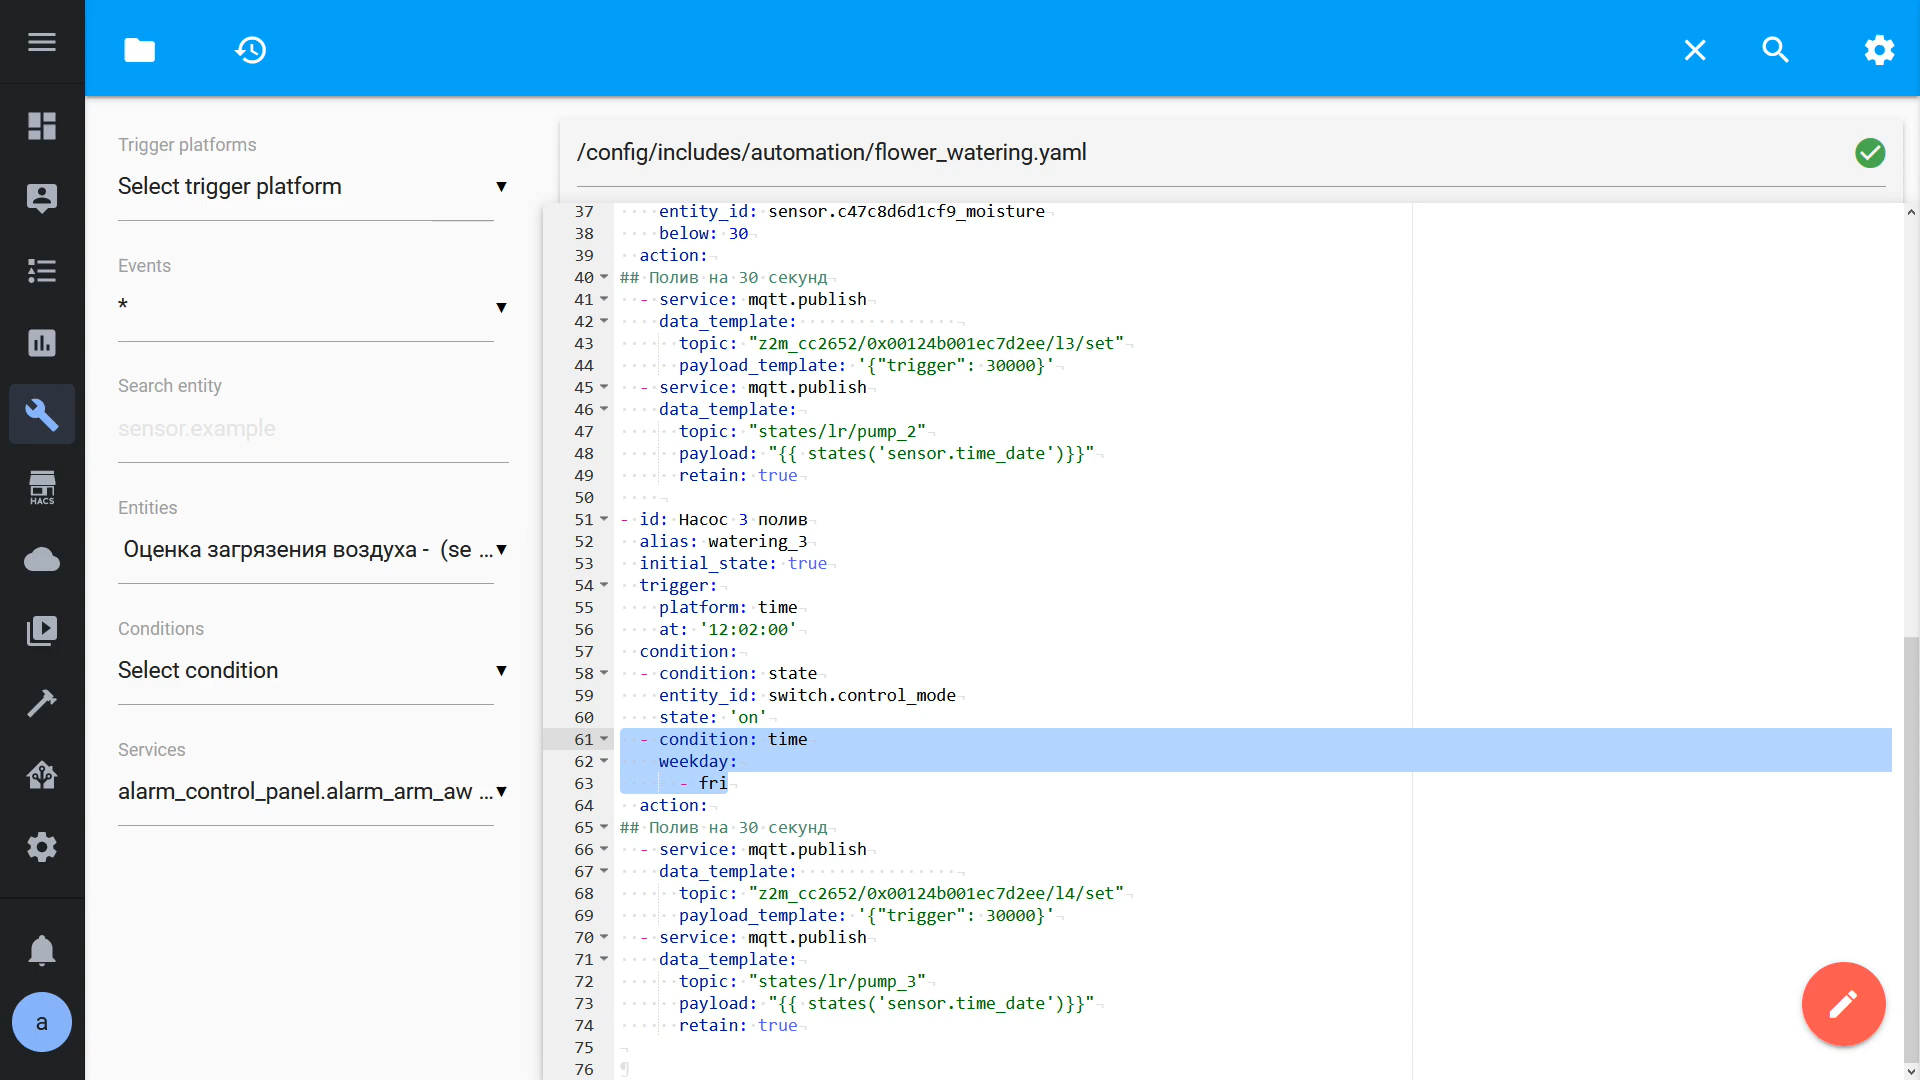 Trigger platforms
Select trigger platform
Events
*
Search entity
sensor.example
HACS
Entities
Оценка загрязения воздуха - (se ...
Conditions
Select condition
Services
alarm_control_panel.alarm_arm_aw ...
a
/config/includes/automation/flower_watering.yaml
37 entity_id: sensor.c47c8d6d1cf9_moisture
38 below: 30
39 action:
40 ## Полив на 30 секунд
41 - service: mqtt.publish
42 data_template:
43 topic: "z2m_cc2652/0x00124b001ec7d2ee/l3/set"
44 payload_template: '{"trigger": 30000}'
45 - service: mqtt.publish
46 data_template:
47 topic: "states/lr/pump_2"
48 payload: "{{ states('sensor.time_date')}}"
49 retain: true
50
51 - id: Насос 3 полив
52 alias: watering_3
53 initial_state: true
54 trigger:
55 platform: time
56 at: '12:02:00'
57 condition:
58 - condition: state
59 entity_id: switch.control_mode
60 state: 'on'
61 - condition: time
62 weekday:
63 - fri
64 action:
65 ## Полив на 30 секунд
66 - service: mqtt.publish
67 data_template:
68 topic: "z2m_cc2652/0x00124b001ec7d2ee/l4/set"
69 payload_template: '{"trigger": 30000}'
70 - service: mqtt.publish
71 data_template:
72 topic: "states/lr/pump_3"
73 payload: "{{ states('sensor.time_date')}}"
74 retain: true
75
76